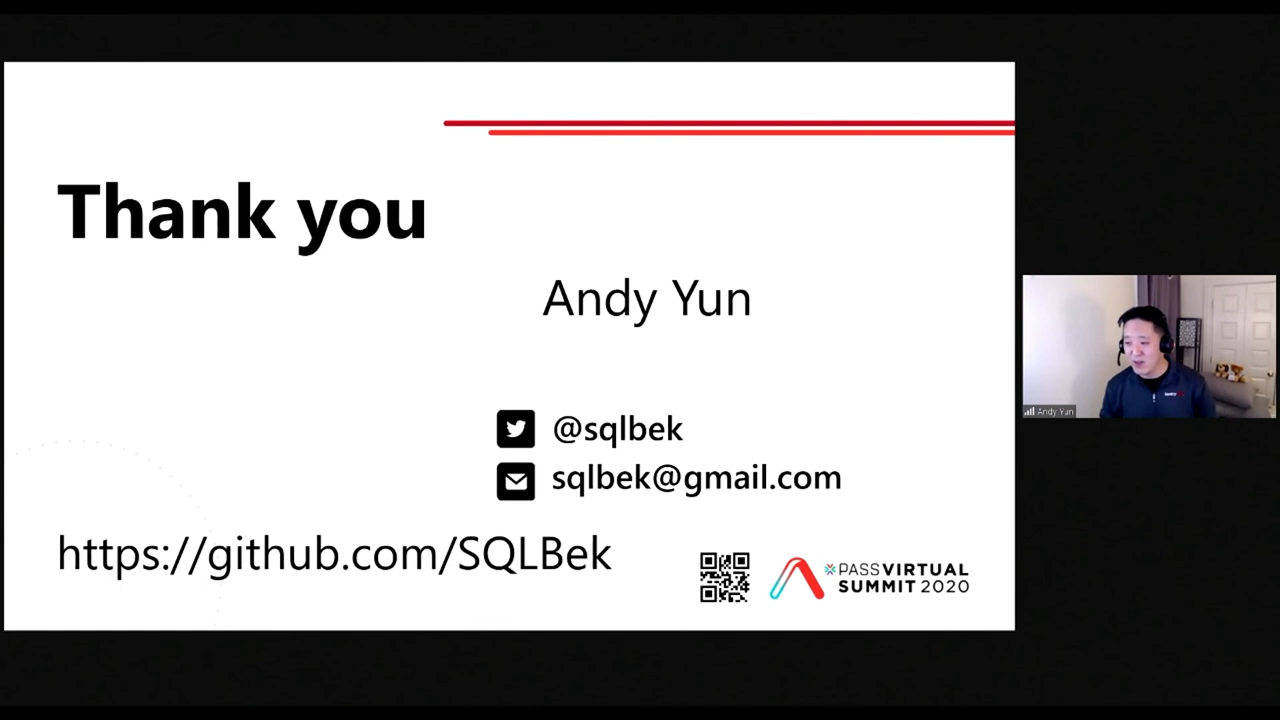 Thank you
Andy Yun
@sqlbek
sqlbek@gmail.com
https://github.com/SQLBek
PASS VIRTUAL
SUMMIT 2020
Andy Yun